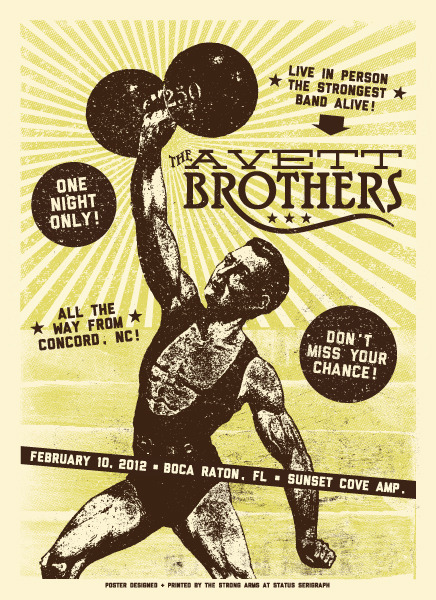 250
LIVE IN PERSON
THE STRONGEST
BAND ALIVE!
THE AVETT
BROTHERS
ONE
NIGHT
ONLY!
ALL THE
WAY FROM
CONCORD, NC!
DON'T
MISS YOUR
CHANCE!
FEBRUARY 10, 2012 ▪ BOCA RATON, FL ▪ SUNSET COVE AMP.
POSTER DESIGNED + PRINTED BY THE STRONG ARMS AT STATUS SERIGRAPH